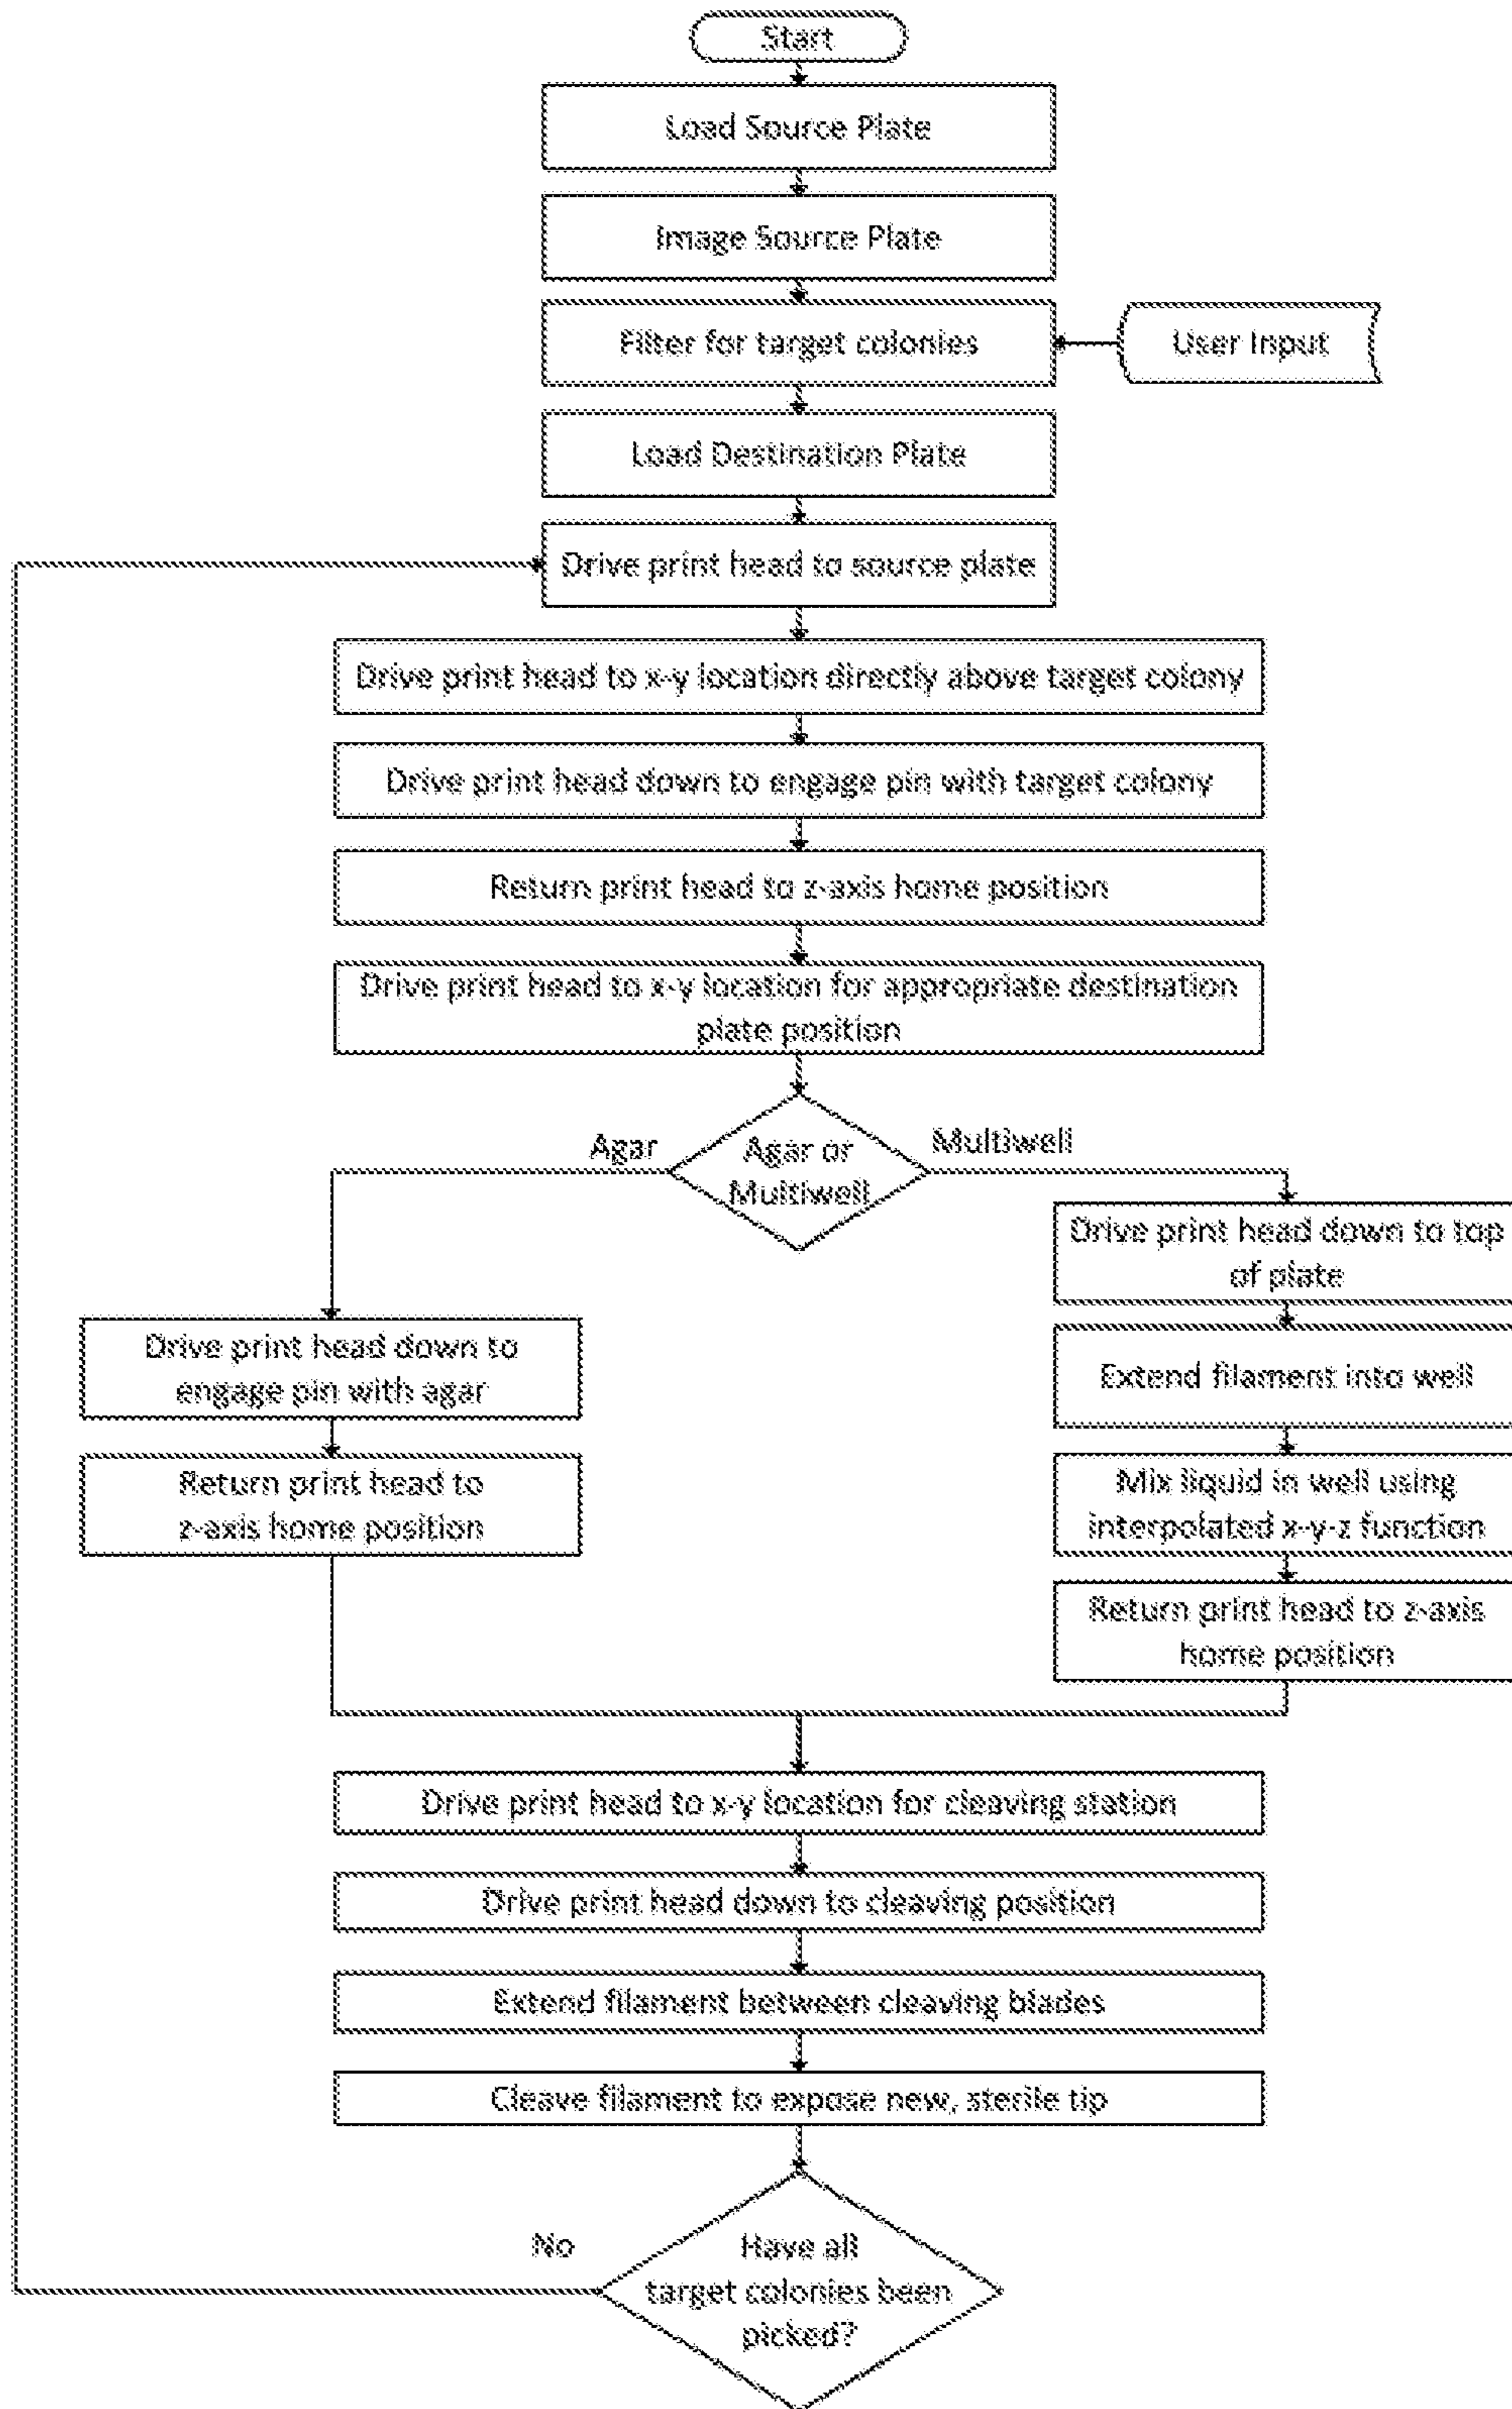 Start
Load Source Plate
Image Source Plate
Filter for target colonies
User Input
Load Destination Plate
Drive print head to source plate
Drive print head to x-y location directly above target colony
Drive print head down to engage pin with target colony
Return print head to z-axis home position
Drive print head to x-y location for appropriate destination
plate position
Agar
Agar or
Multiwell
Multiwell
Drive print head down to top
of plate
Extend filament into well
Mix liquid in well using
interpolated x-y-z function
Return print head to z-axis
home position
Drive print head down to
engage pin with agar
Return print head to
z-axis home position
Drive print head to x-y location for cleaving station
Drive print head down to cleaving position
Extend filament between cleaving blades
Cleave filament to expose new, sterile tip
No
Have all
target colonies been
picked?